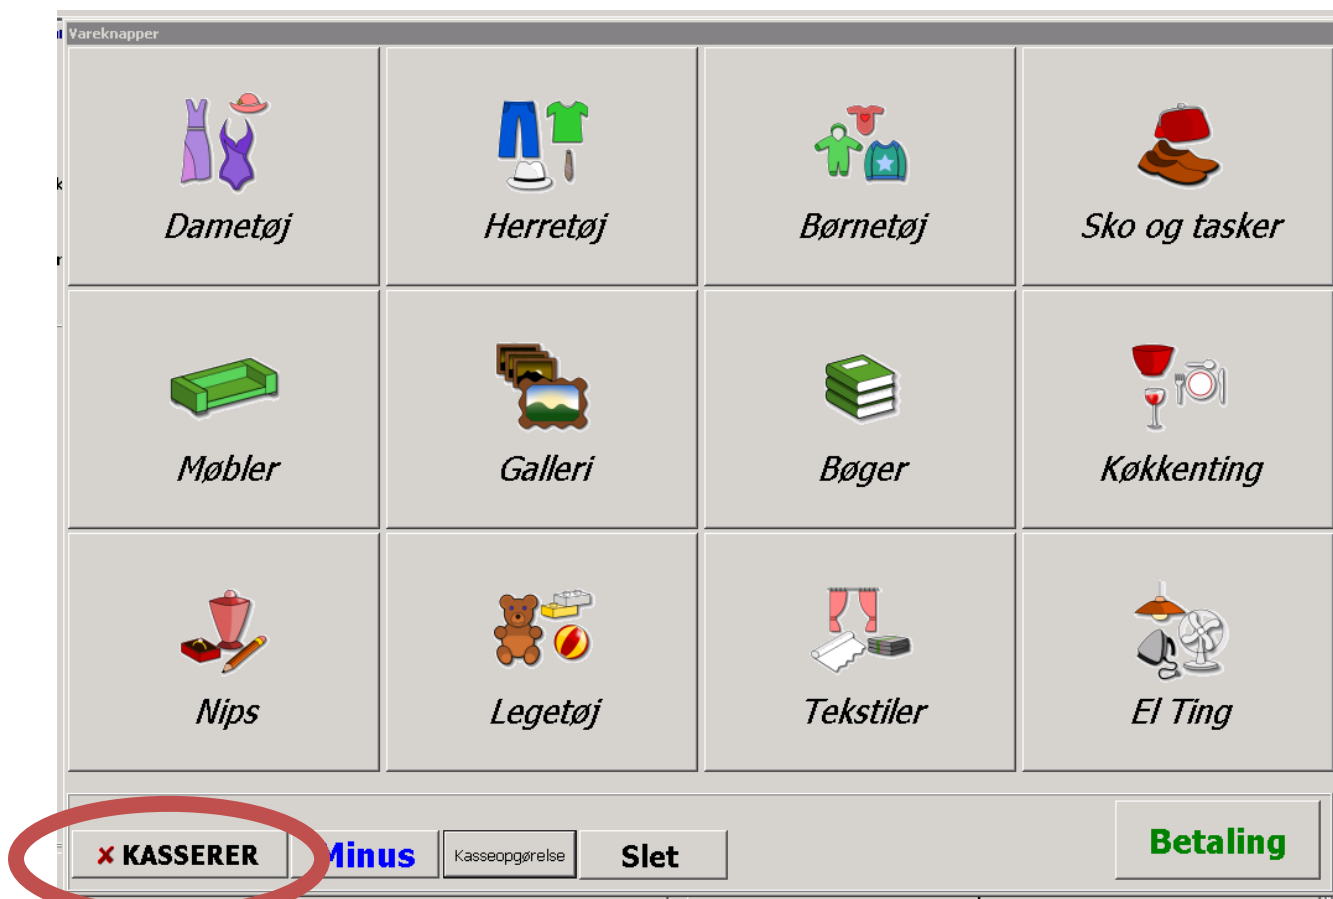 Vareknapper
Dametøj
Herretøj
Børnetøj
Sko og tasker
Møbler
Galleri
Bøger
Køkkenting
Nips
Legetøj
Tekstiler
El Ting
KASSERER
Minus
Kasseopgørelse
Slet
Betaling